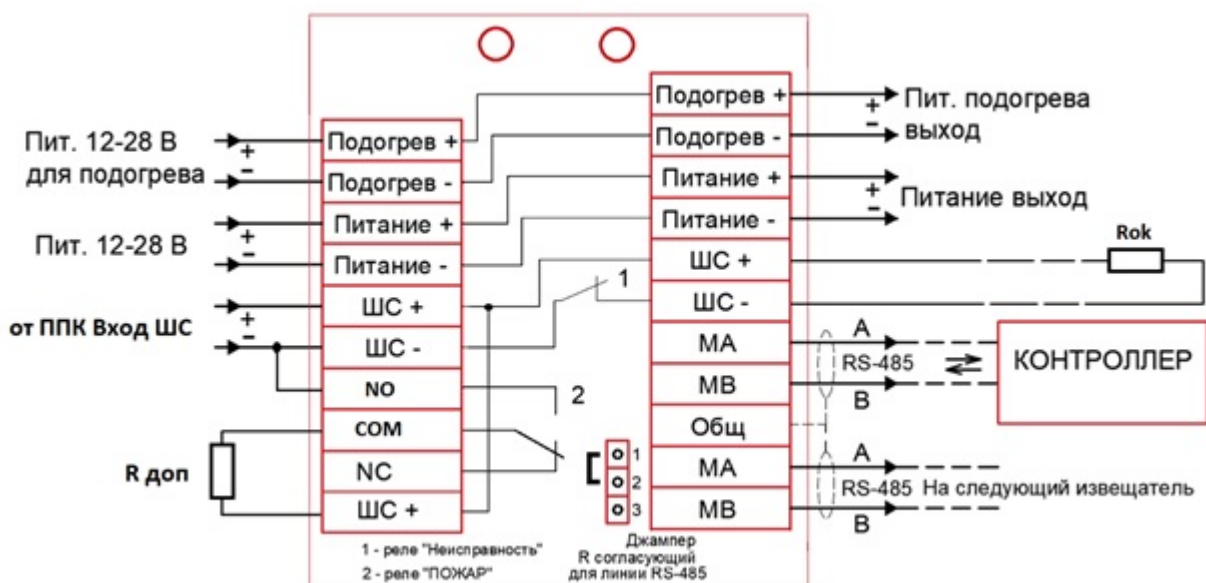 Пит. 12-28 В
для подогрева
+
-
Пит. 12-28 В
+
-
от ППК Вход ШС
+
-
R доп
Подогрев +
Подогрев -
Питание +
Питание -
ШС +
ШС -
NO
COM
NC
ШС +
1
2
1 - реле "Неисправность"
2 - реле "ПОЖАР"
1
2
3
Джампер
R согласующий
для линии RS-485
Подогрев +
Подогрев -
Питание +
Питание -
ШС +
ШС -
МА
МВ
Общ
МА
МВ
+
-
Пит. подогрева
выход
+
-
Питание выход
Rok
A
RS-485
B
КОНТРОЛЛЕР
A
RS-485 На следующий извещатель
B